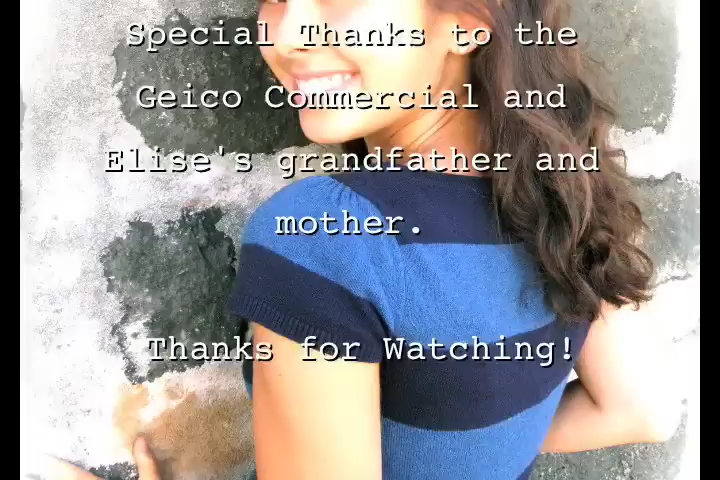 Special Thanks to the
Geico Commercial and
Elise's grandfather and
mother.
Thanks for Watching!